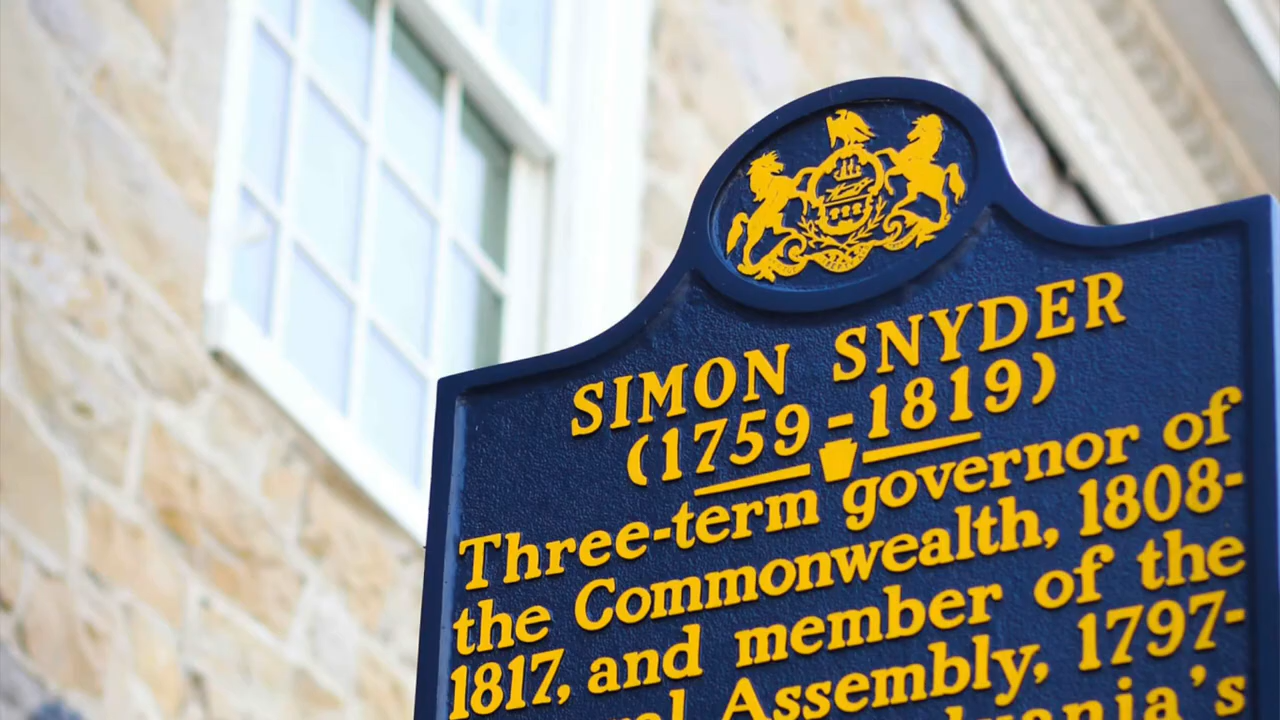 SIMON SNYDER
(1759-1819)
Three-term governor of
the Commonwealth, 1808-
1817, and member of the
Assembly, 1797-